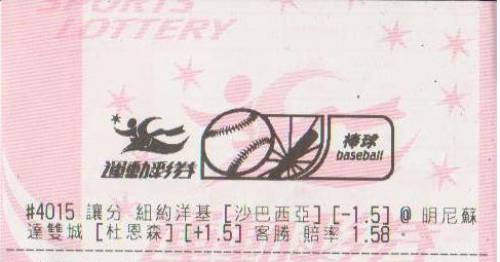 SPORTS
LOTTERY
運動彩券
棒球
baseball
#4015 讓分 紐約洋基 [沙巴西亞] [-1.5] @ 明尼蘇
達雙城 [杜恩森] [+1.5] 客勝 賠率 1.58